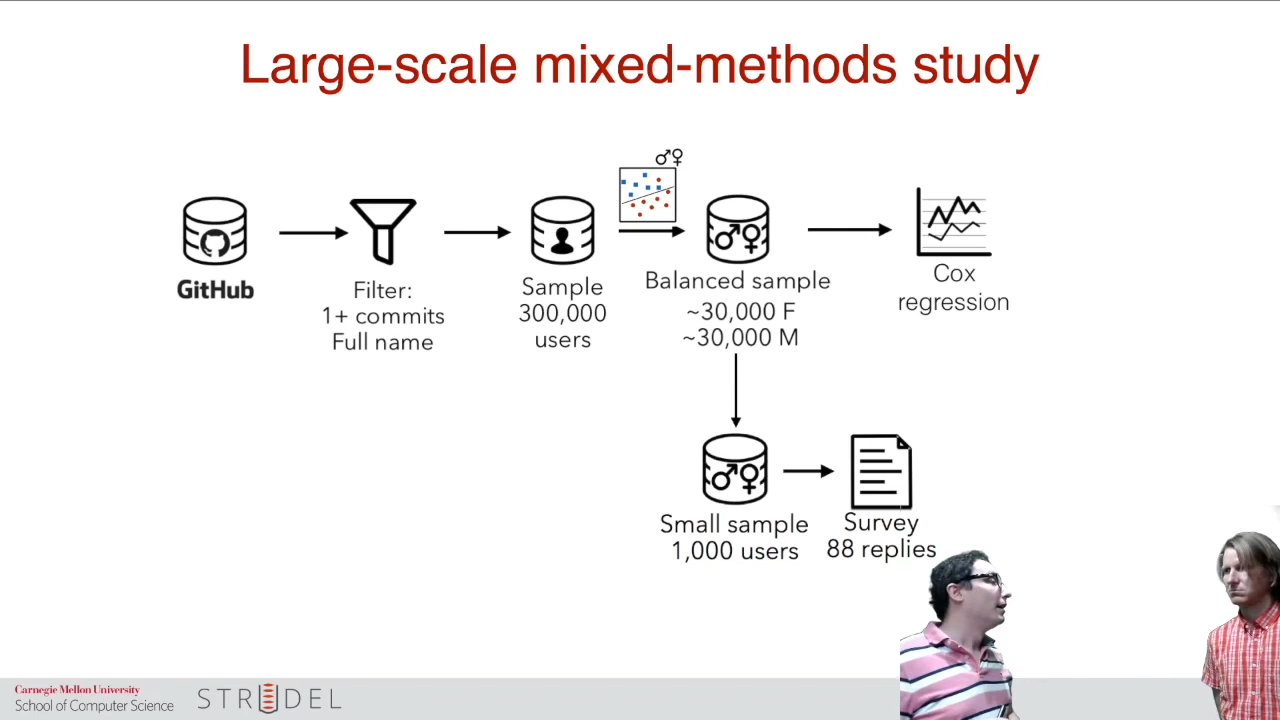 Large-scale mixed-methods study
GitHub
Filter:
1+ commits
Full name
Sample
300,000
users
♂♀
Balanced sample
~30,000 F
~30,000 M
Cox
regression
Small sample
1,000 users
Survey
88 replies
Carnegie Mellon University
School of Computer Science
STRUDEL